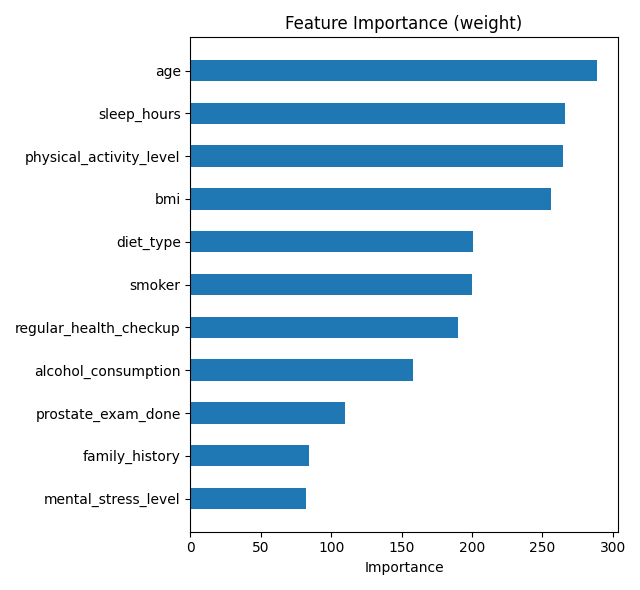 Feature Importance (weight)
age
sleep_hours
physical_activity_level
bmi
diet_type
smoker
regular_health_checkup
alcohol_consumption
prostate_exam_done
family_history
mental_stress_level
0 50 100 150 200 250 300
Importance